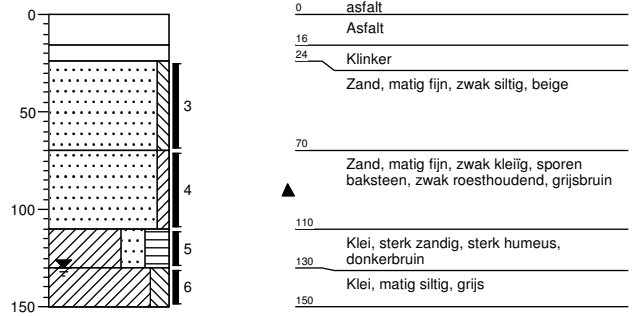 0
50
100
150
3
4
5
6
0 asfalt
Asfalt
16
24 Klinker
Zand, matig fijn, zwak siltig, beige
70
Zand, matig fijn, zwak kleiïg, sporen
baksteen, zwak roesthoudend, grijsbruin
110
Klei, sterk zandig, sterk humeus,
donkerbruin
130
Klei, matig siltig, grijs
150